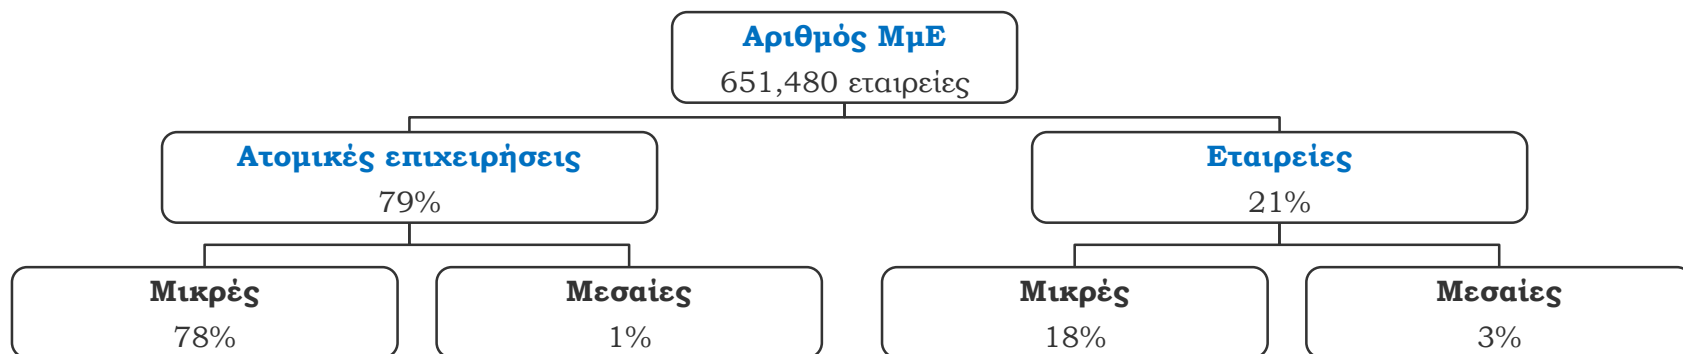 Αριθμός ΜμΕ
651,480 εταιρείες
Ατομικές επιχειρήσεις
79%
Εταιρείες
21%
Μικρές
78%
Μεσαίες
1%
Μικρές
18%
Μεσαίες
3%